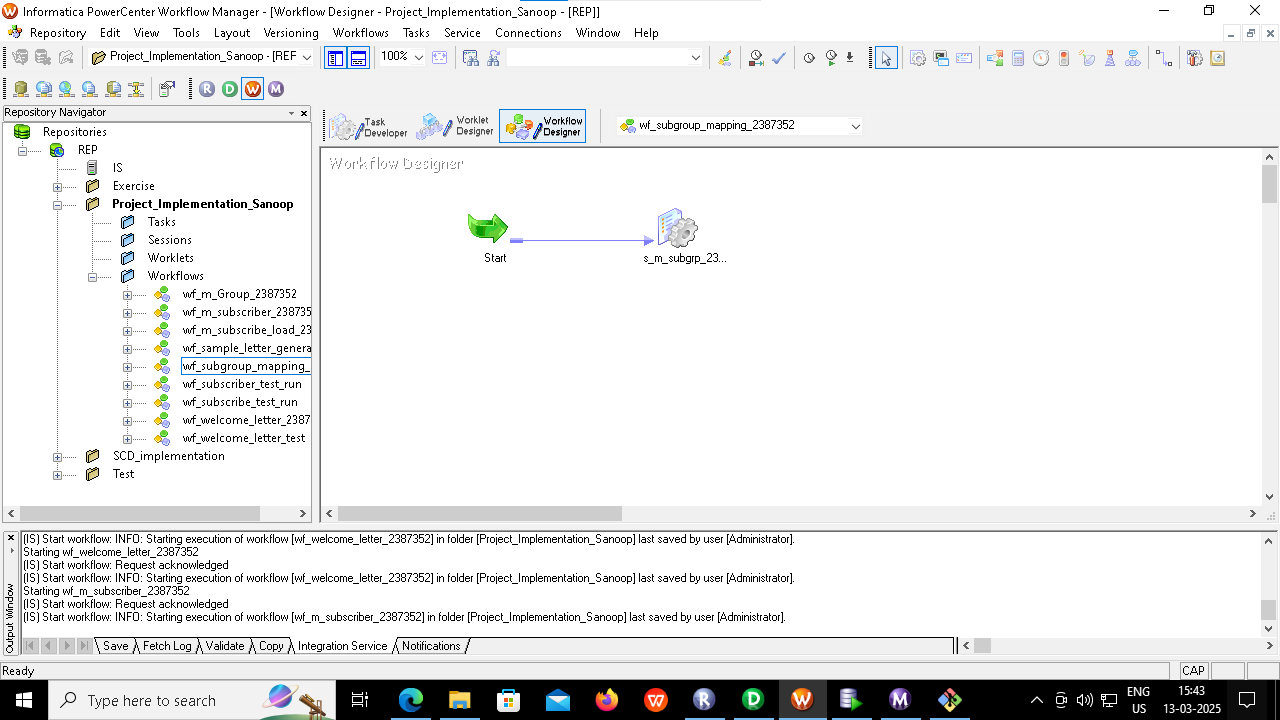 Informatica PowerCenter Workflow Manager - [Workflow Designer - Project_Implementation_Sanoop - [REP]]
Repository Edit View Tools Layout Versioning Workflows Tasks Service Connections Window Help
Project_Implementation_Sanoop - [REF
100%
R D W M
Repository Navigator
Repositories
REP
IS
Exercise
Project_Implementation_Sanoop
Tasks
Sessions
Worklets
Workflows
wf_m_Group_2387352
wf_m_subscriber_238735
wf_m_subscribe_load_23
wf_sample_letter_genera
wf_subgroup_mapping_
wf_subscriber_test_run
wf_subscribe_test_run
wf_welcome_letter_2387
wf_welcome_letter_test
SCD_implementation
Test
Task Developer
Worklet Designer
Workflow Designer
wf_subgroup_mapping_2387352
Workflow Designer
Start
s_m_subgrp_23...
Output Window
(IS) Start workflow: INFO: Starting execution of workflow [wf_welcome_letter_2387352] in folder [Project_Implementation_Sanoop] last saved by user [Administrator].
Starting wf_welcome_letter_2387352
(IS) Start workflow: Request acknowledged
(IS) Start workflow: INFO: Starting execution of workflow [wf_welcome_letter_2387352] in folder [Project_Implementation_Sanoop] last saved by user [Administrator].
Starting wf_m_subscriber_2387352
(IS) Start workflow: Request acknowledged
(IS) Start workflow: INFO: Starting execution of workflow [wf_m_subscriber_2387352] in folder [Project_Implementation_Sanoop] last saved by user [Administrator].
Save Fetch Log Validate Copy Integration Service Notifications
Ready
CAP
Type here to search
R D W M
ENG
US
15:43
13-03-2025